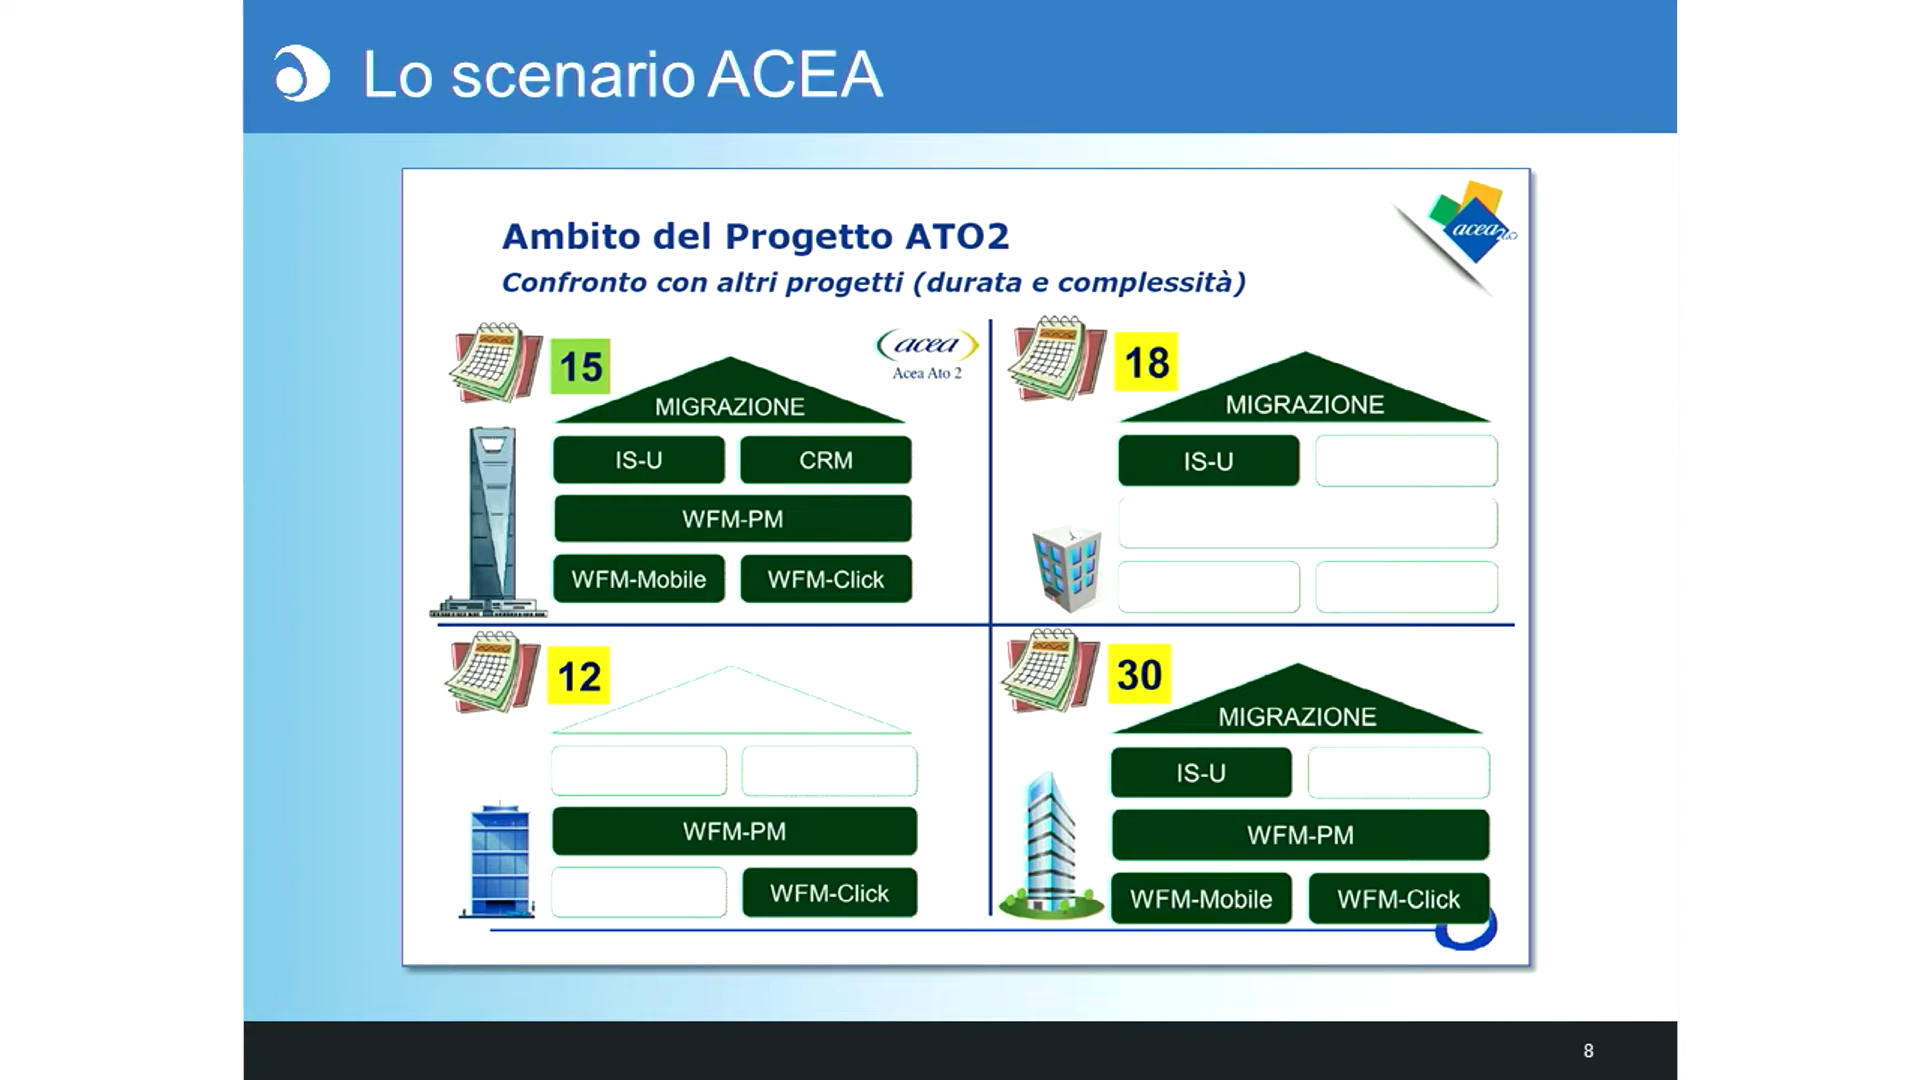 Lo scenario ACEA
Ambito del Progetto ATO2
Confronto con altri progetti (durata e complessità)
acea
15
acea
Acea Ato 2
MIGRAZIONE
IS-U
CRM
WFM-PM
WFM-Mobile
WFM-Click
18
MIGRAZIONE
IS-U
12
WFM-PM
WFM-Click
30
MIGRAZIONE
IS-U
WFM-PM
WFM-Mobile
WFM-Click
8